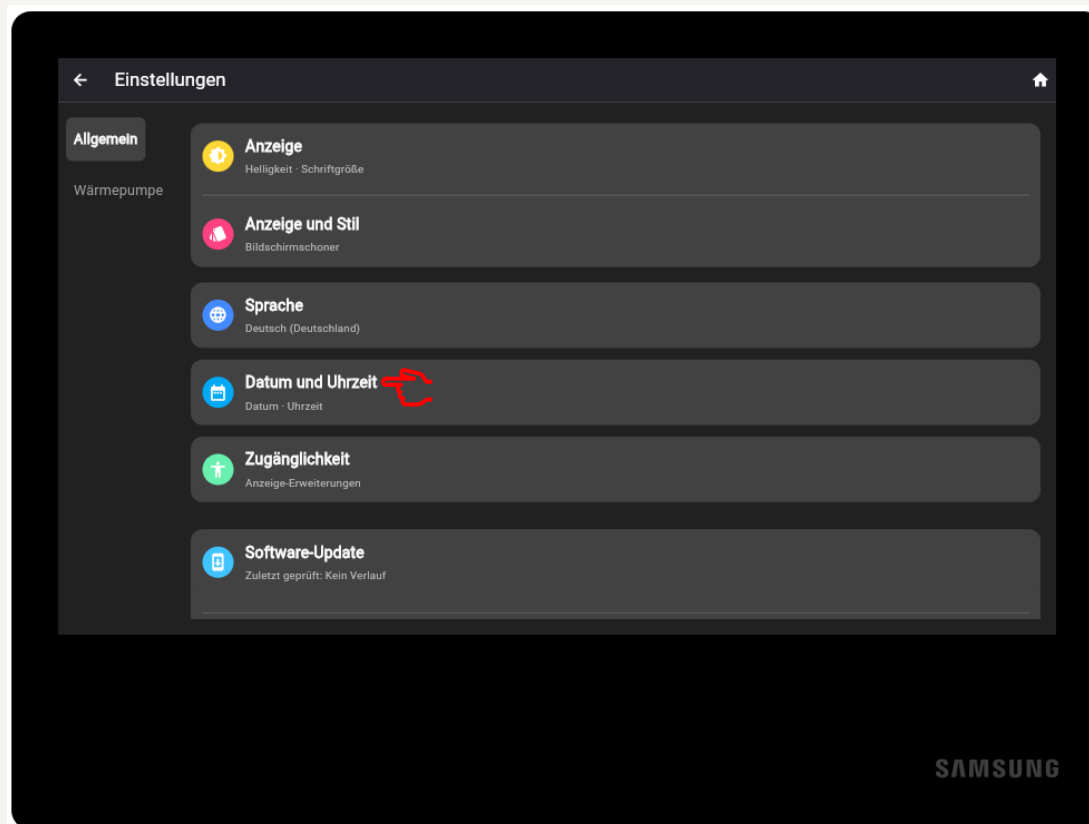 Einstellungen
Allgemein
Wärmepumpe
Anzeige
Helligkeit · Schriftgröße
Anzeige und Stil
Bildschirmschoner
Sprache
Deutsch (Deutschland)
Datum und Uhrzeit
Datum · Uhrzeit
Zugänglichkeit
Anzeige-Erweiterungen
Software-Update
Zuletzt geprüft: Kein Verlauf
SAMSUNG